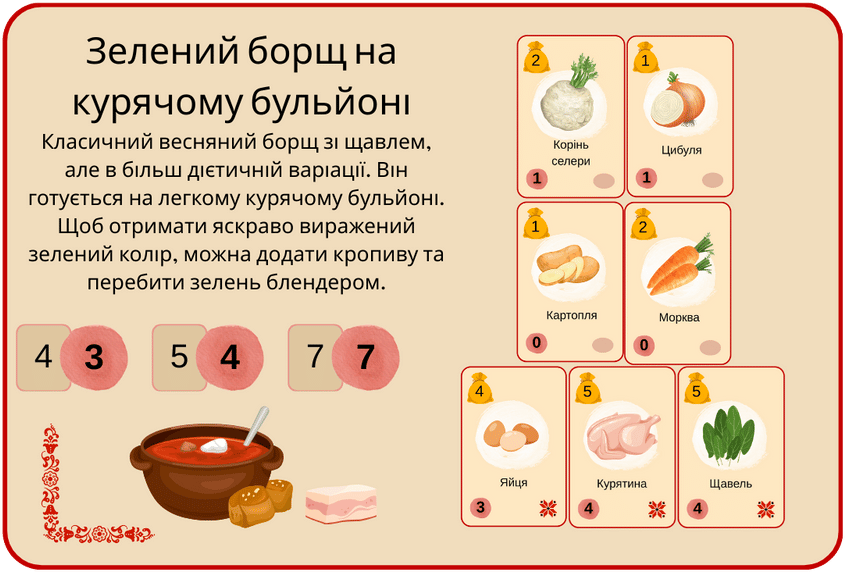 Зелений борщ на
курячому бульйоні
Класичний весняний борщ зі щавлем,
але в більш дієтичній варіації. Він
готується на легкому курячому бульйоні.
Щоб отримати яскраво виражений
зелений колір, можна додати кропиву та
перебити зелень блендером.
4 3 5 4 7 7
2
Корінь
селери
1
1
Цибуля
1
1
Картопля
0
2
Морква
0
4
Яйця
3
5
Курятина
4
5
Щавель
4